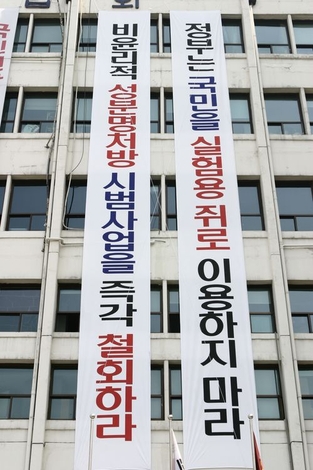 정부는 국민을 실험용 쥐로 이용하지 마라
비윤리적 성분명처방 시범사업을 즉각 철회하라